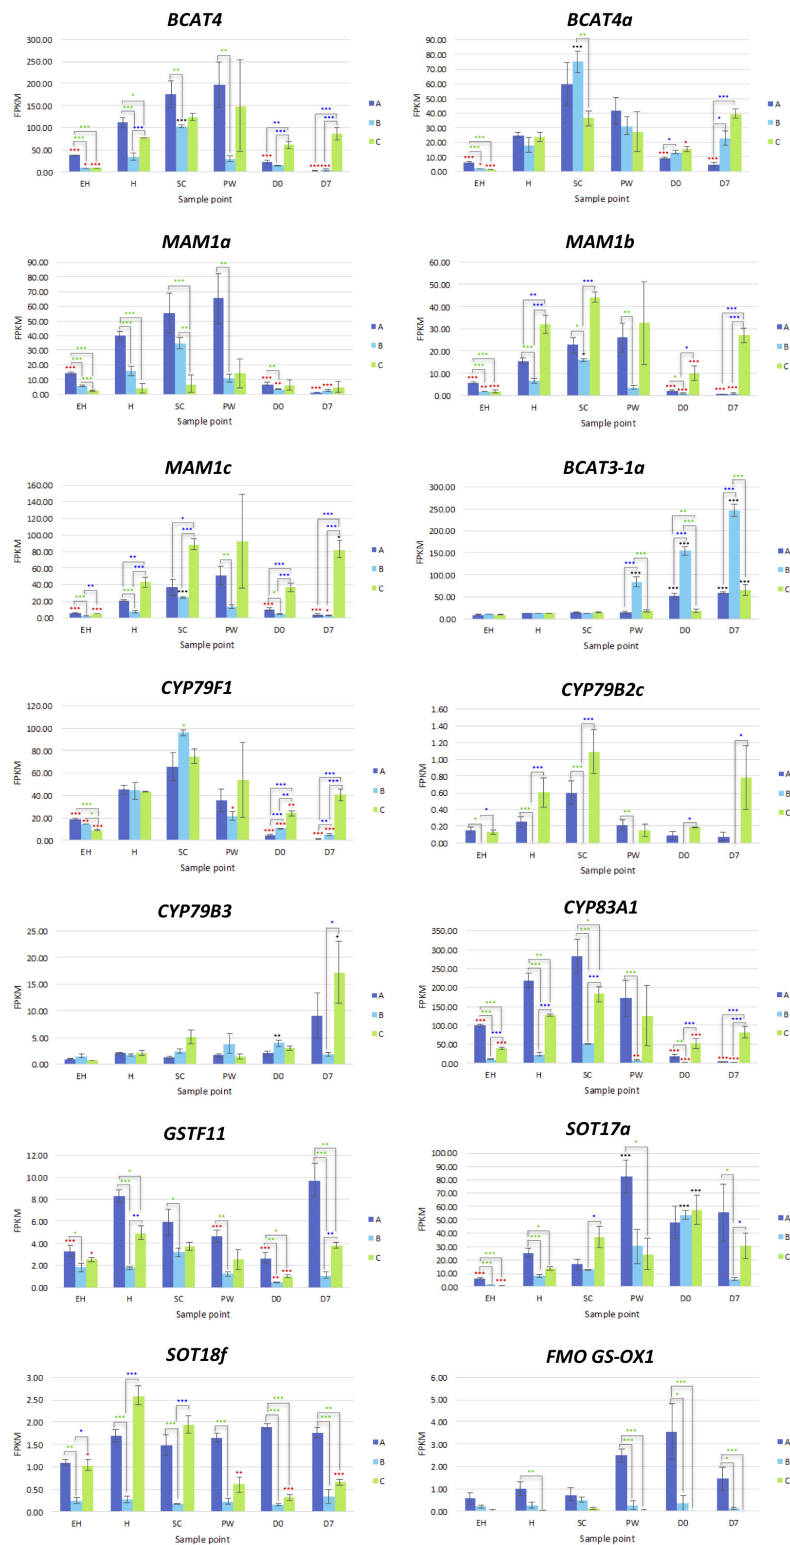 BCAT4
BCAT4a
300.00
250.00
200.00
150.00
100.00
50.00
0.00
FPKM
EH H SC PW D0 D7
Sample point
A
B
C
90.00
80.00
70.00
60.00
50.00
40.00
30.00
20.00
10.00
0.00
FPKM
EH H SC PW D0 D7
Sample point
A
B
C
MAM1a
MAM1b
90.00
80.00
70.00
60.00
50.00
40.00
30.00
20.00
10.00
0.00
FPKM
EH H SC PW D0 D7
Sample point
A
B
C
60.00
50.00
40.00
30.00
20.00
10.00
0.00
FPKM
EH H SC PW D0 D7
Sample point
A
B
C
MAM1c
BCAT3-1a
160.00
140.00
120.00
100.00
80.00
60.00
40.00
20.00
0.00
FPKM
EH H SC PW D0 D7
Sample point
A
B
C
300.00
250.00
200.00
150.00
100.00
50.00
0.00
FPKM
EH H SC PW D0 D7
Sample point
A
B
C
CYP79F1
CYP79B2c
120.00
100.00
80.00
60.00
40.00
20.00
0.00
FPKM
EH H SC PW D0 D7
Sample point
A
B
C
1.60
1.40
1.20
1.00
0.80
0.60
0.40
0.20
0.00
FPKM
EH H SC PW D0 D7
Sample point
A
B
C
CYP79B3
CYP83A1
25.00
20.00
15.00
10.00
5.00
0.00
FPKM
EH H SC PW D0 D7
Sample point
A
B
C
350.00
300.00
250.00
200.00
150.00
100.00
50.00
0.00
FPKM
EH H SC PW D0 D7
Sample point
A
B
C
GSTF11
SOT17a
12.00
10.00
8.00
6.00
4.00
2.00
0.00
FPKM
EH H SC PW D0 D7
Sample point
A
B
C
100.00
90.00
80.00
70.00
60.00
50.00
40.00
30.00
20.00
10.00
0.00
FPKM
EH H SC PW D0 D7
Sample point
A
B
C
SOT18f
FMO GS-OX1
3.00
2.50
2.00
1.50
1.00
0.50
0.00
FPKM
EH H SC PW D0 D7
Sample point
A
B
C
6.00
5.00
4.00
3.00
2.00
1.00
0.00
FPKM
EH H SC PW D0 D7
Sample point
A
B
C